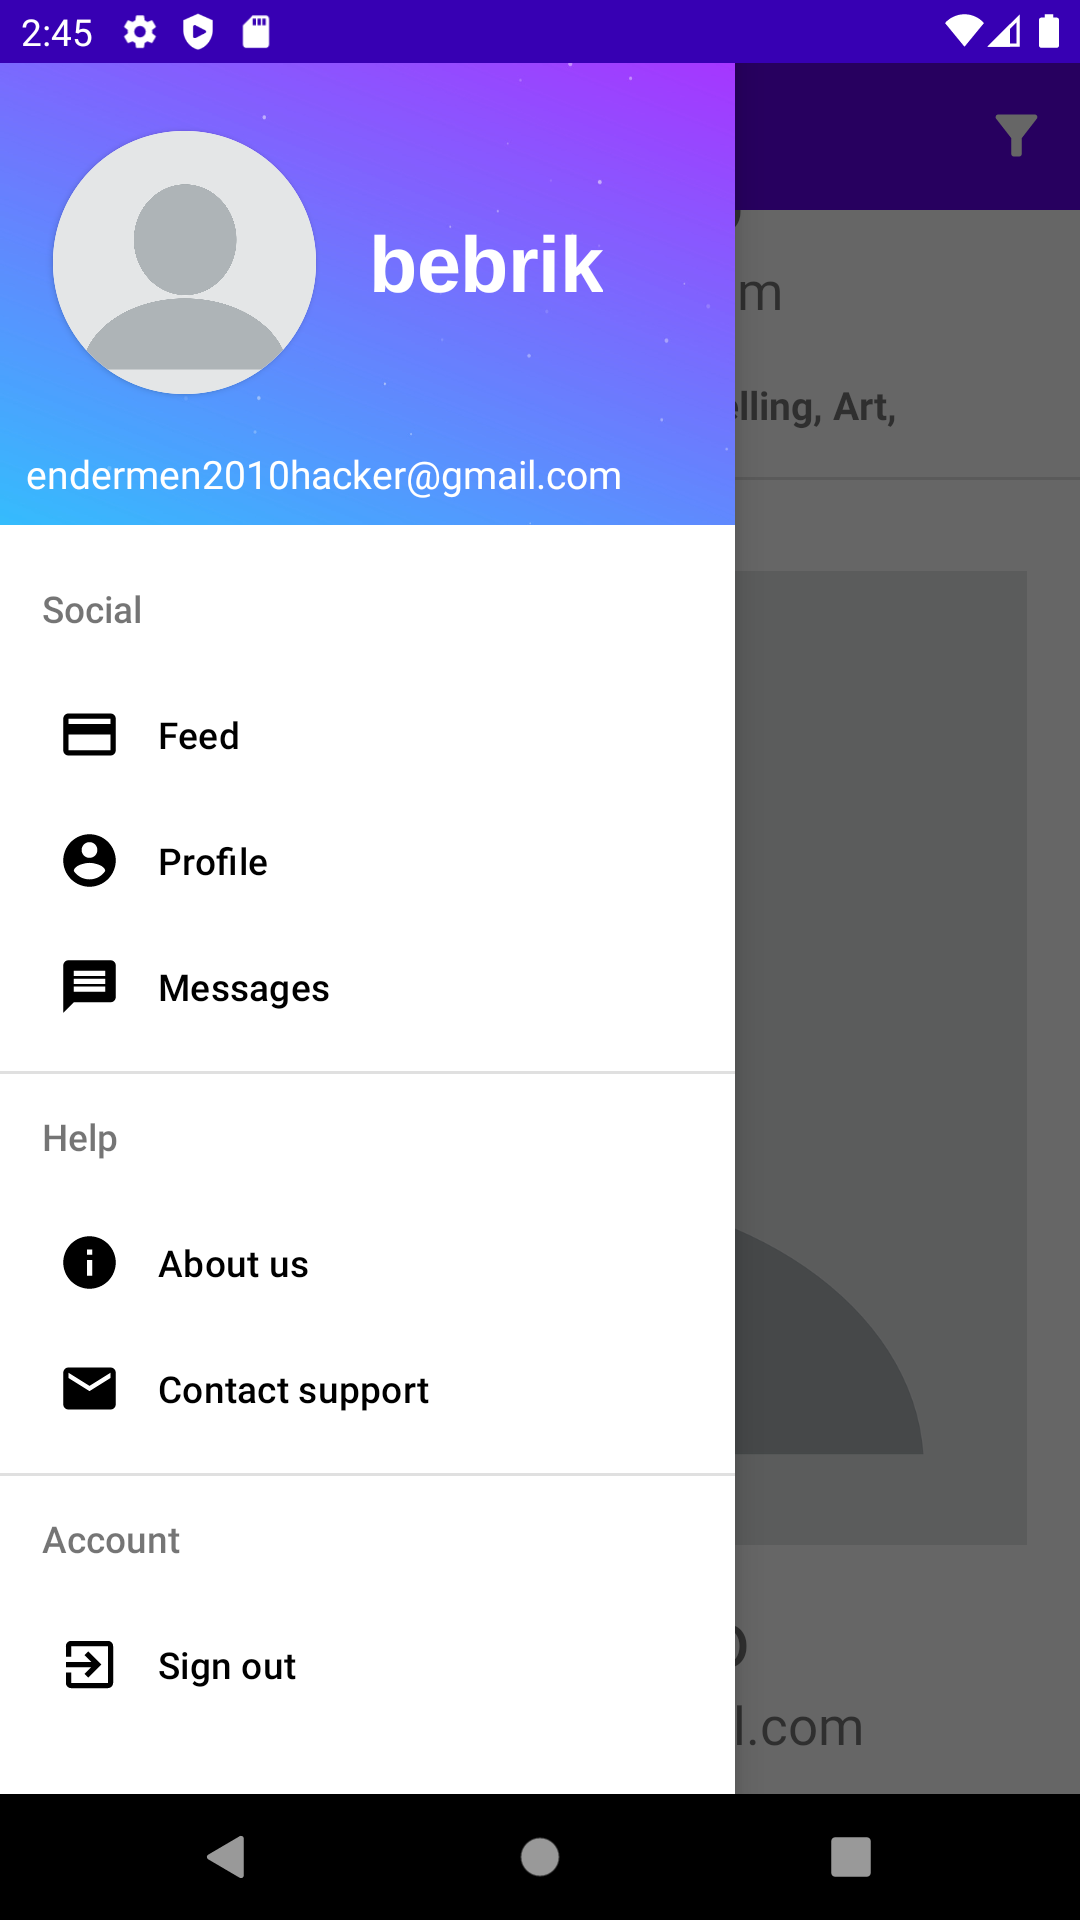 2:45
bebrik
m
elling, Art,
endermen2010hacker@gmail.com
Social
Feed
Profile
Messages
Help
About us
Contact support
Account
Sign out
l.com